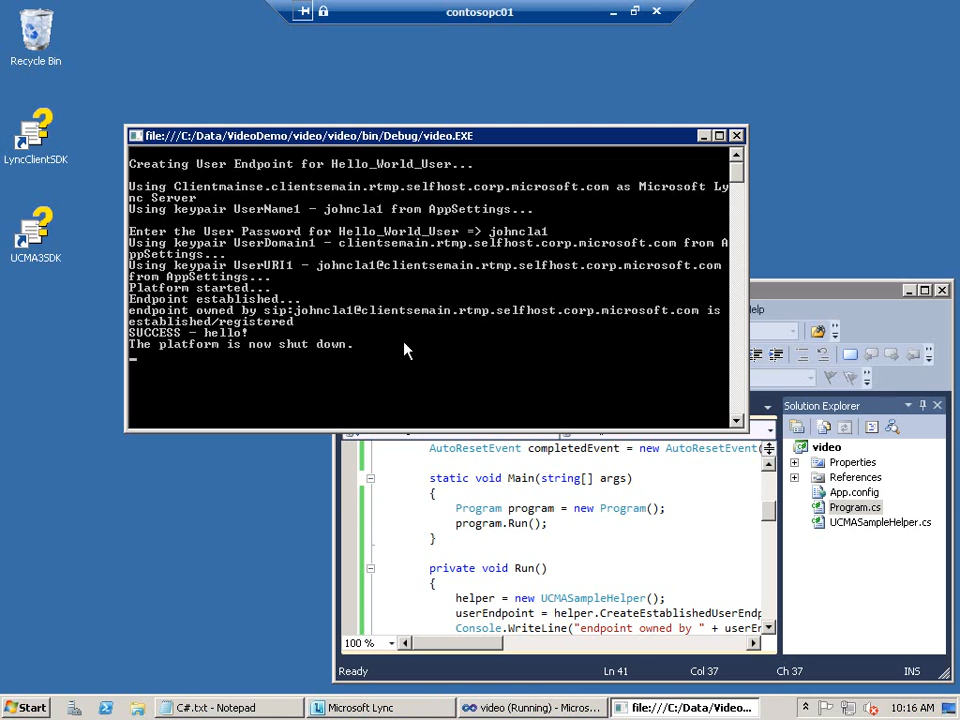 contosopc01
Recycle Bin
LyncClientSDK
UCMA3SDK
file:///C:/Data/VideoDemo/video/video/bin/Debug/video.EXE
Creating User Endpoint for Hello_World_User...
Using Clientmainse.clientsemain.rtmp.selfhost.corp.microsoft.com as Microsoft Ly
nc Server
Using keypair UserName1 - johncla1 from AppSettings...
Enter the User Password for Hello_World_User => johncla1
Using keypair UserDomain1 - clientsemain.rtmp.selfhost.corp.microsoft.com from A
ppSettings...
Using keypair UserURI1 - johncla1@clientsemain.rtmp.selfhost.corp.microsoft.com
from AppSettings...
Platform started...
Endpoint established...
endpoint owned by sip:johncla1@clientsemain.rtmp.selfhost.corp.microsoft.com is
established/registered
SUCCESS - hello!
The platform is now shut down.
elp
Solution Explorer
video
Properties
References
App.config
Program.cs
UCMASampleHelper.cs
AutoResetEvent completedEvent = new AutoResetEvent(
static void Main(string[] args)
{
Program program = new Program();
program.Run();
}
private void Run()
{
helper = new UCMASampleHelper();
userEndpoint = helper.CreateEstablishedUserEndp
Console.WriteLine("endpoint owned by " + userEr
100 %
Ready
Ln 41
Col 37
Ch 37
INS
Start
C#.txt - Notepad
Microsoft Lync
video (Running) - Micros...
file:///C:/Data/Video...
10:16 AM